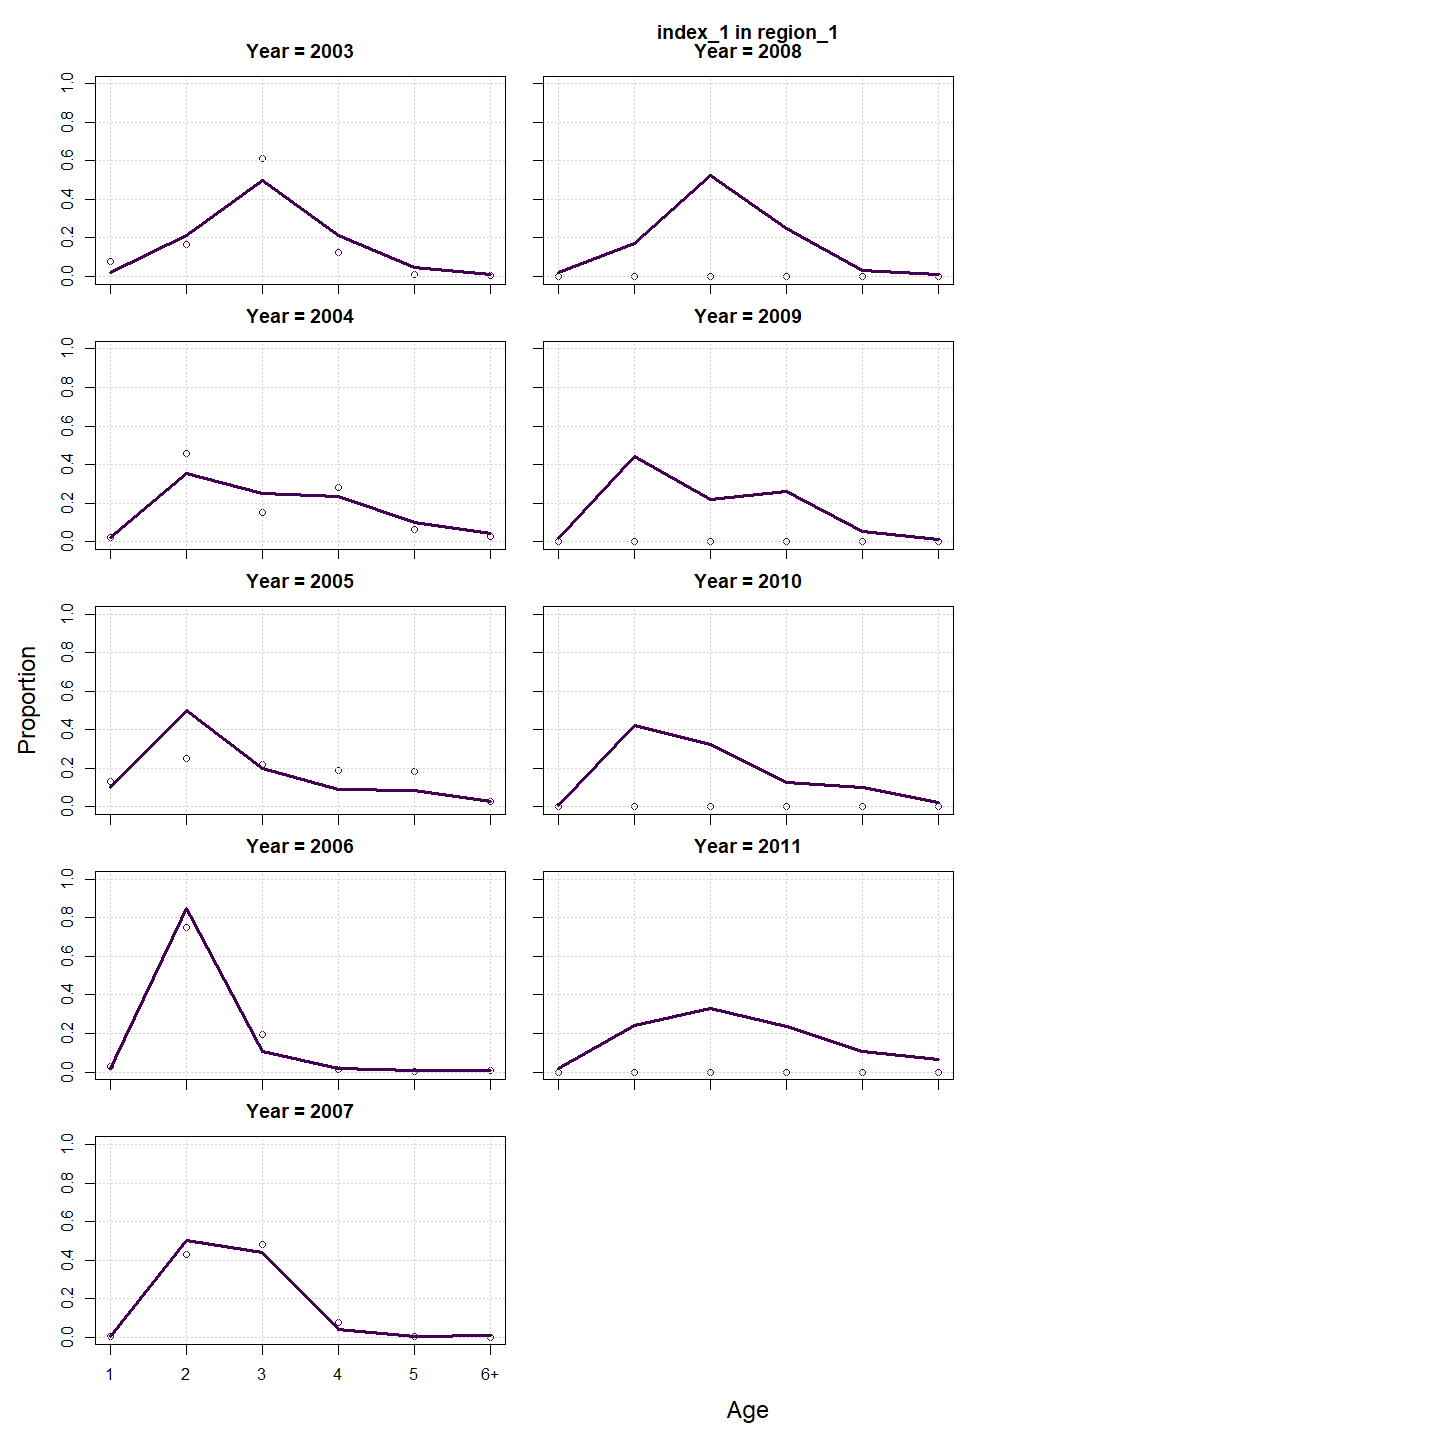 index_1 in region_1
Year = 2003
Year = 2008
0.0 0.2 0.4 0.6 0.8 1.0
Year = 2004
Year = 2009
0.0 0.2 0.4 0.6 0.8 1.0
Year = 2005
Year = 2010
0.0 0.2 0.4 0.6 0.8 1.0
Proportion
Year = 2006
Year = 2011
0.0 0.2 0.4 0.6 0.8 1.0
Year = 2007
0.0 0.2 0.4 0.6 0.8 1.0
1 2 3 4 5 6+
Age